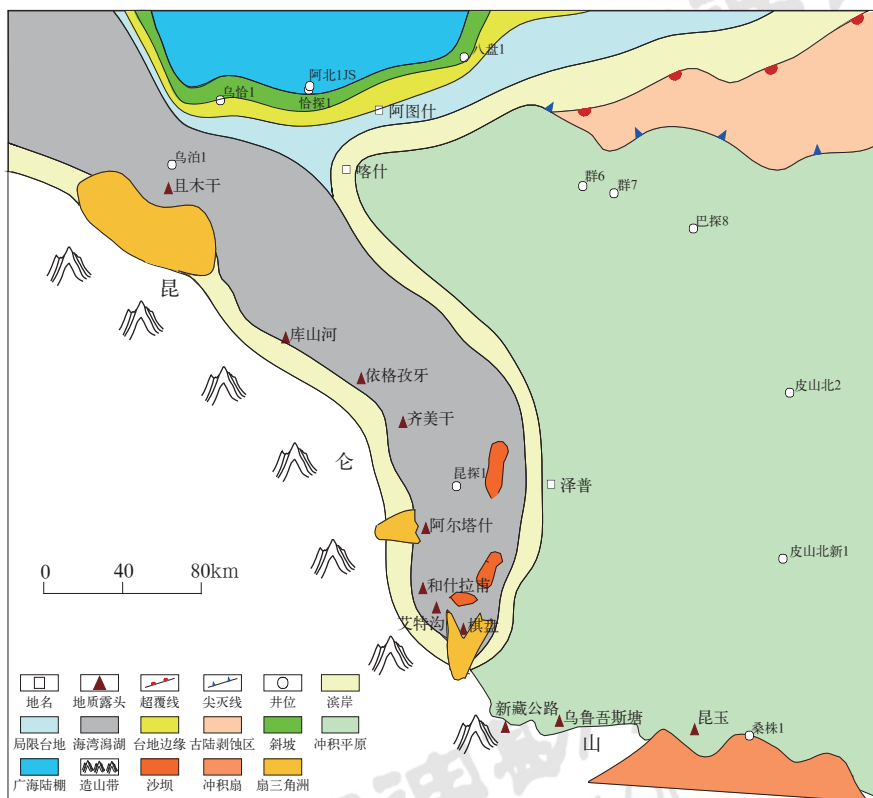 八盘1
阿北1JS
乌恰1
恰探1
阿图什
乌泊1
喀什
且木干
群6
群7
巴探8
昆
库山河
依格孜牙
皮山北2
齐美干
仑
昆探1
泽普
阿尔塔什
皮山北新1
0 40 80km
和什拉甫
艾特沟
棋盘
新藏公路
乌鲁吾斯塘
昆玉
山
桑株1
地名 地质露头 超覆线 尖灭线 井位 滨岸
局限台地 海湾潟湖 台地边缘 古陆剥蚀区 斜坡 冲积平原
广海陆棚 造山带 沙坝 冲积扇 扇三角洲